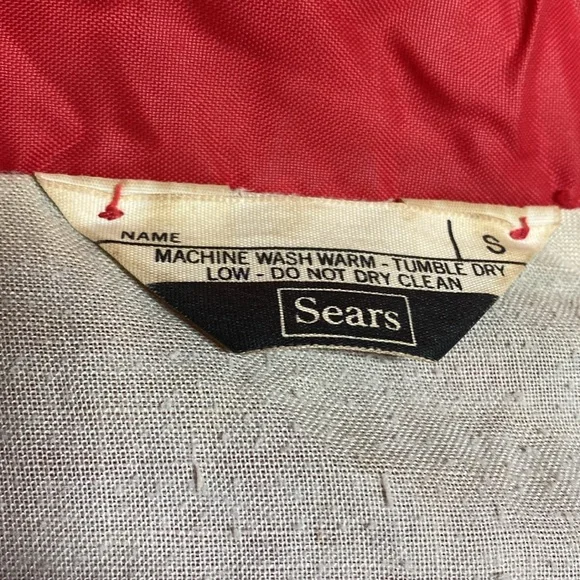 NAME S
MACHINE WASH WARM - TUMBLE DRY
LOW - DO NOT DRY CLEAN
Sears